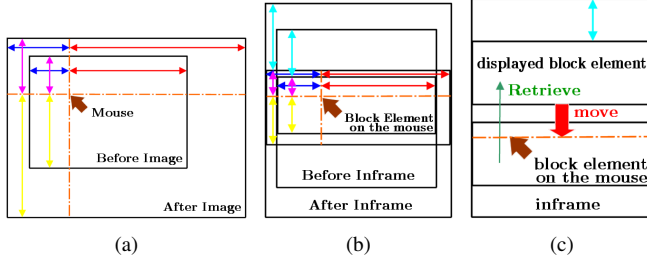 Mouse
Before Image
After Image
(a)
Block Element
on the mouse
Before Inframe
After Inframe
(b)
displayed block element
Retrieve
move
block element
on the mouse
inframe
(c)